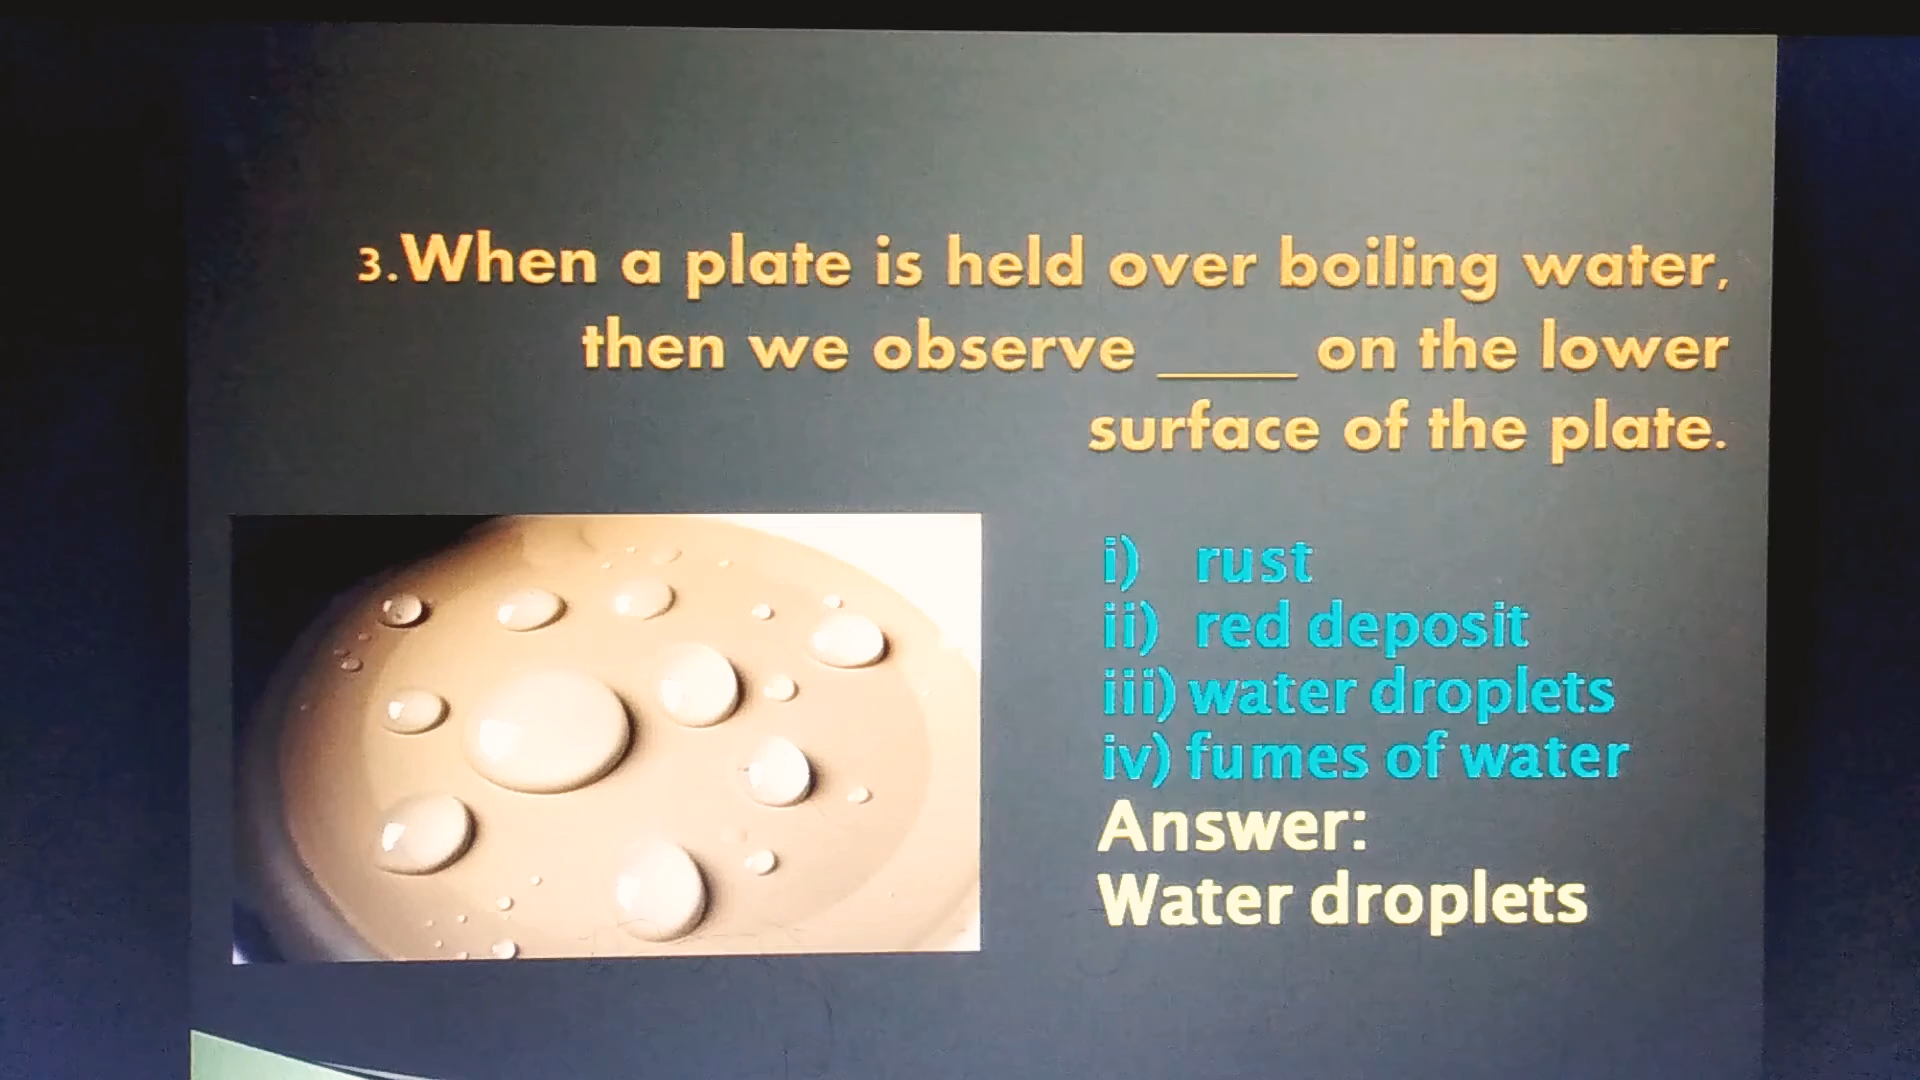 3.When a plate is held over boiling water,
then we observe _____ on the lower
surface of the plate.
i) rust
ii) red deposit
iii) water droplets
iv) fumes of water
Answer:
Water droplets